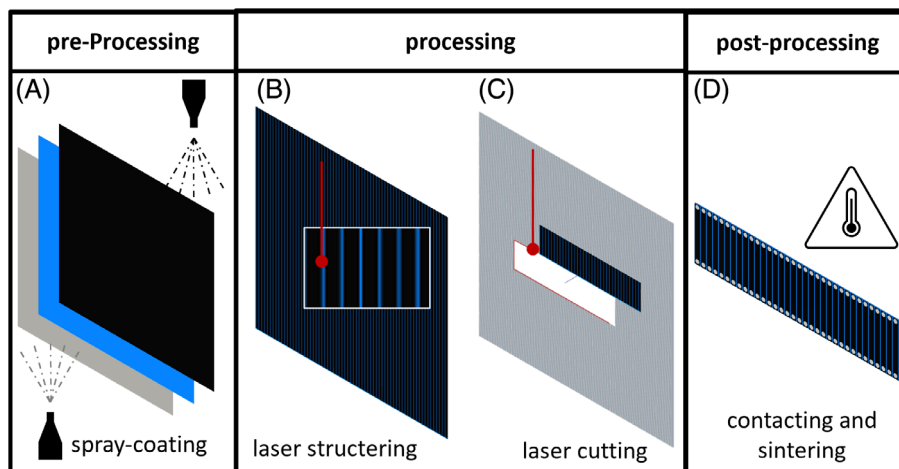 pre-Processing
processing
post-processing
(A)
(B)
(C)
(D)
spray-coating
laser structering
laser cutting
contacting and
sintering